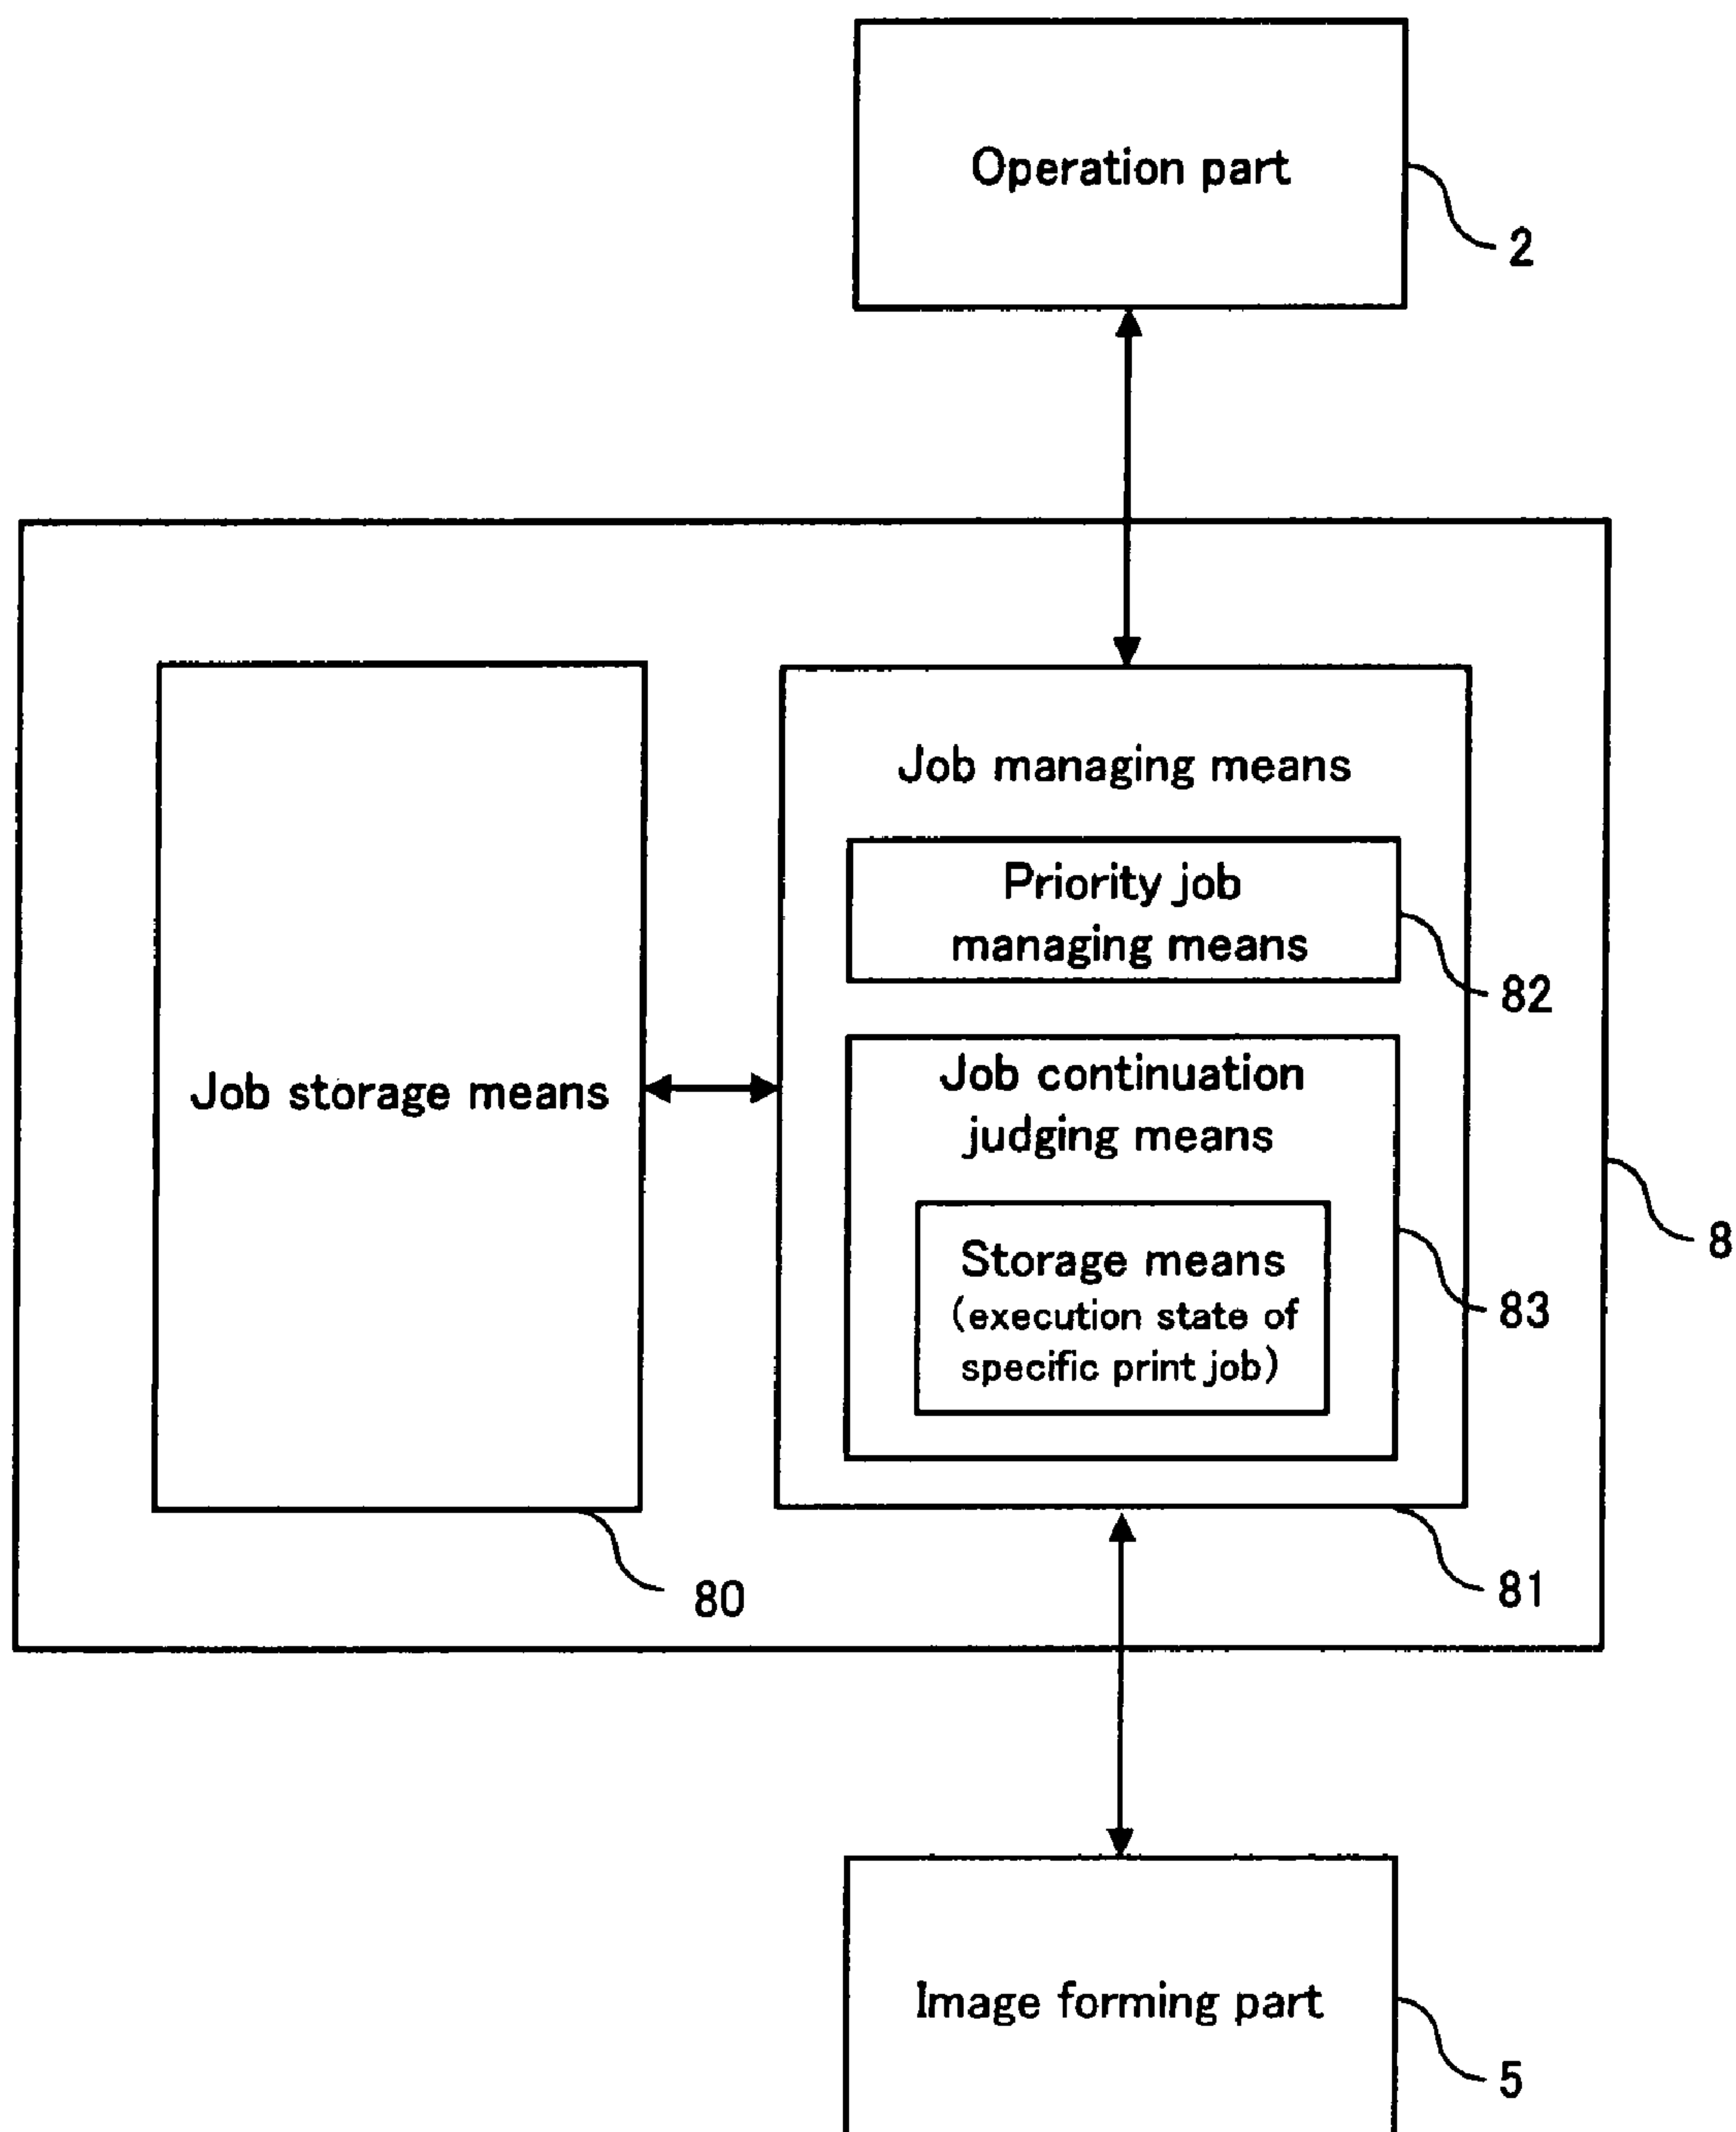 Operation part
2
Job managing means
Priority job
managing means
82
Job continuation
judging means
Job storage means
Storage means
(execution state of
specific print job)
83
8
80
81
Image forming part
5